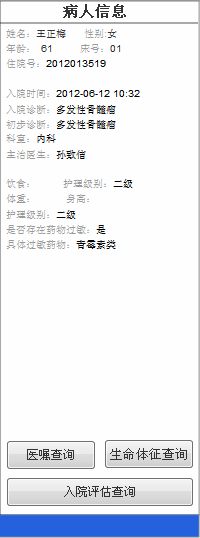 病人信息
姓名：王正梅 性别:女
年龄： 61 床号：01
住院号：2012013519
入院时间：2012-06-12 10:32
入院诊断：多发性骨髓瘤
初步诊断：多发性骨髓瘤
科室：内科
主治医生：孙致信
饮食： 护理级别：二级
体重： 身高：
护理级别：二级
是否存在药物过敏：是
具体过敏药物：青霉素类
医嘱查询 生命体征查询
入院评估查询